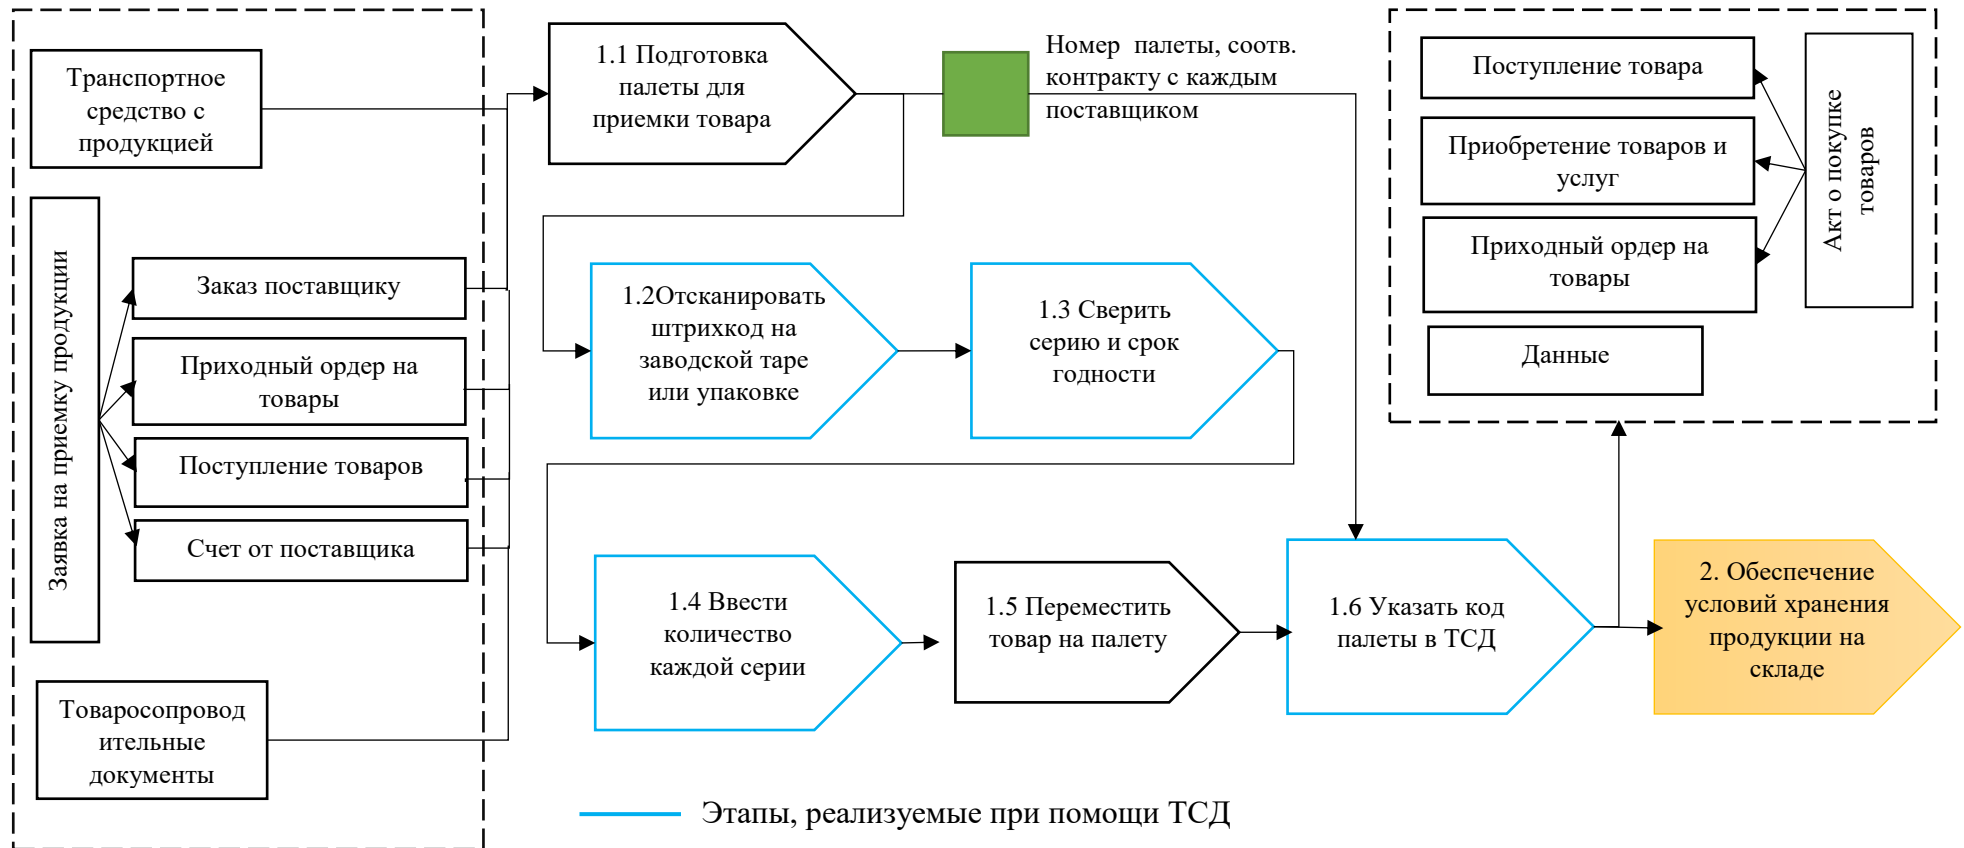 Транспортное
средство с
продукцией
Заявка на приемку продукции
Заказ поставщику
Приходный ордер на
товары
Поступление товаров
Счет от поставщика
Товаросопровод
ительные
документы
1.1 Подготовка
палеты для
приемки товара
Номер  палеты, соотв.
контракту с каждым
поставщиком
1.2Отсканировать
штрихкод на
заводской таре
или упаковке
1.3 Сверить
серию и срок
годности
1.4 Ввести
количество
каждой серии
1.5 Переместить
товар на палету
1.6 Указать код
палеты в ТСД
2. Обеспечение
условий хранения
продукции на
складе
Поступление товара
Приобретение товаров и
услуг
Приходный ордер на
товары
Данные
Акт о покупке
товаров
Этапы, реализуемые при помощи ТСД